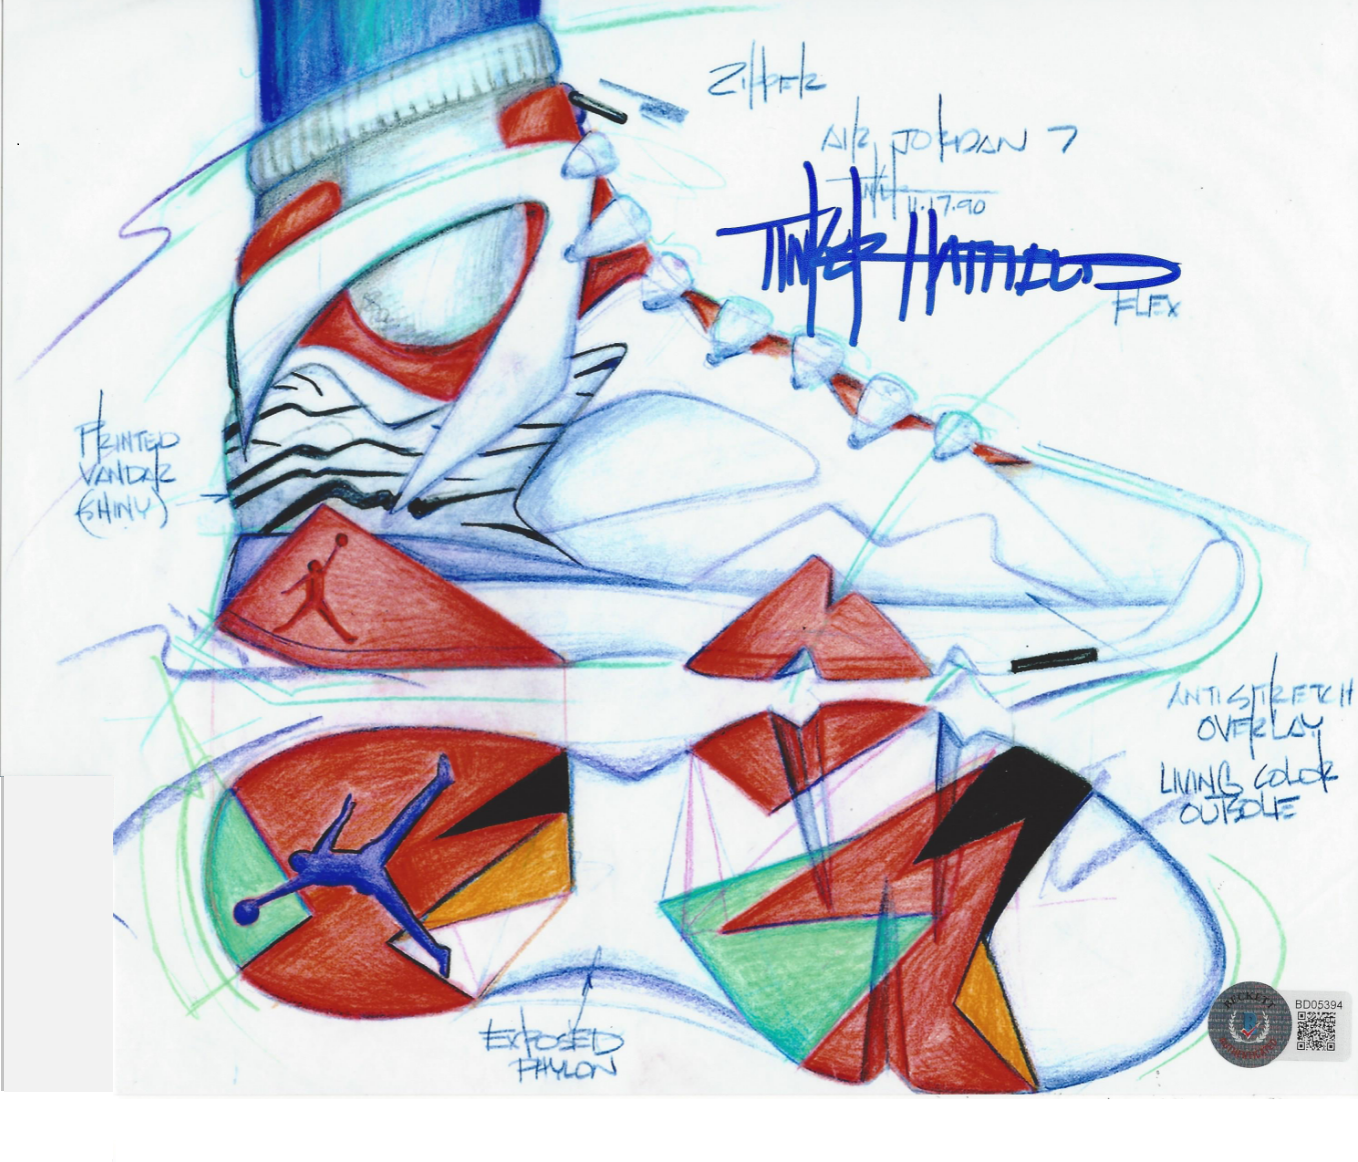 ZIPPER
AIR JORDAN 7
TINKER
11·17·90
TINKER HATFIELD
FLEX
PRINTED
VANDAR
(SHINY)
ANTI STRETCH
OVERLAY
LIVING COLOR
OUTSOLE
EXPOSED
PHYLON
BECKETT
AUTHENTICATED
BD05394